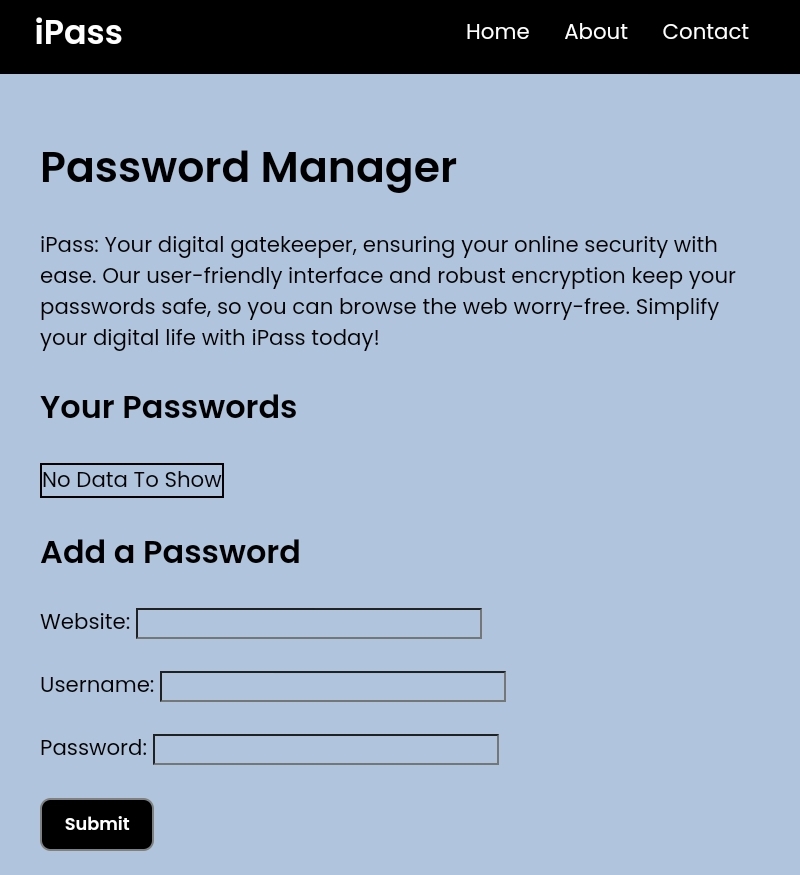 iPass
Home About Contact
Password Manager
iPass: Your digital gatekeeper, ensuring your online security with
ease. Our user-friendly interface and robust encryption keep your
passwords safe, so you can browse the web worry-free. Simplify
your digital life with iPass today!
Your Passwords
No Data To Show
Add a Password
Website:
Username:
Password:
Submit